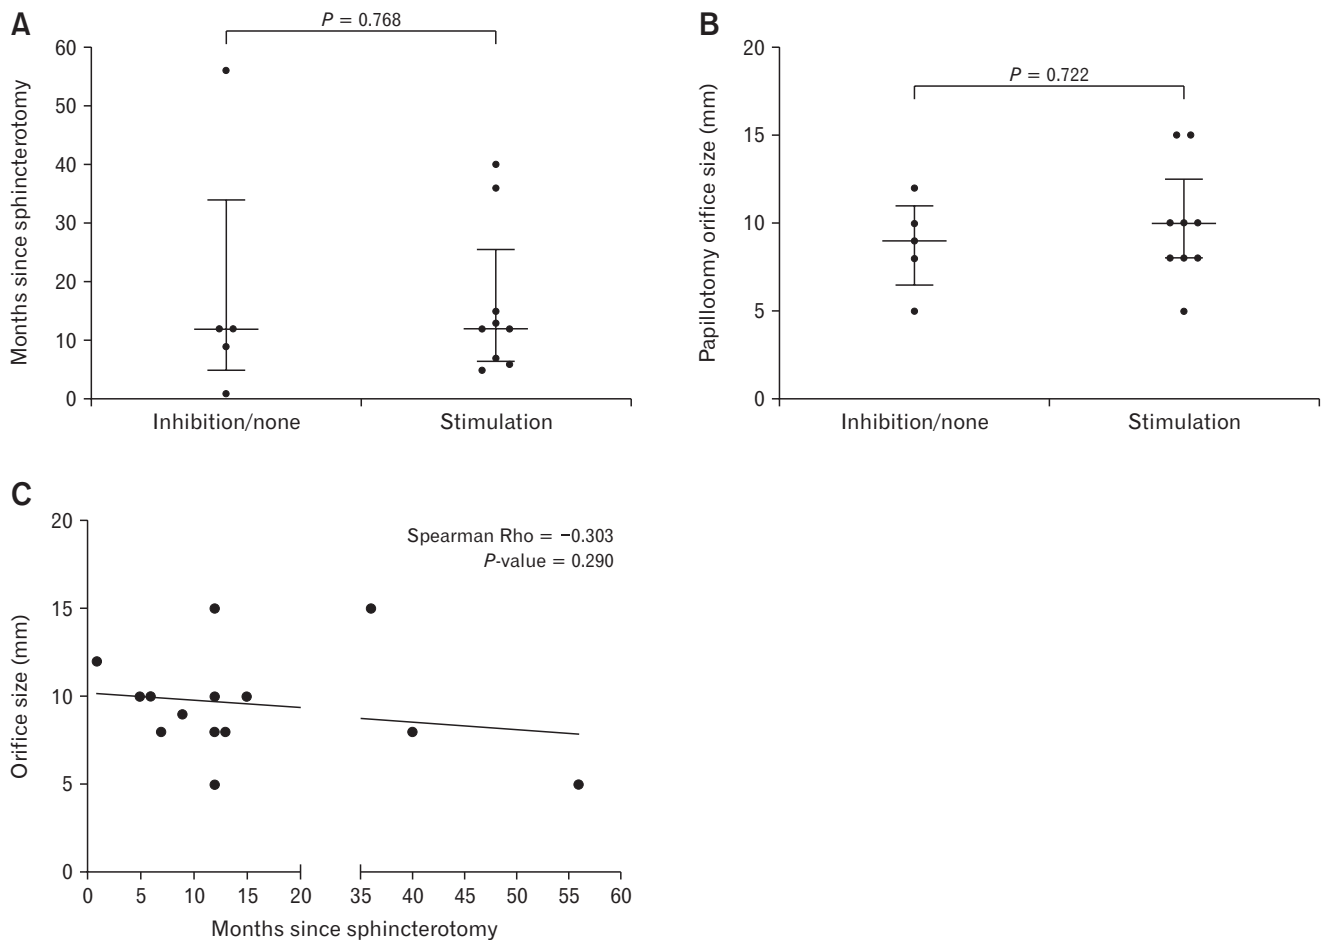 A
P = 0.768
60
50
40
30
20
10
0
Months since sphincterotomy
Inhibition/none
Stimulation
B
P = 0.722
20
15
10
5
0
Papillotomy orifice size (mm)
Inhibition/none
Stimulation
C
Spearman Rho = −0.303
P-value = 0.290
20
15
10
5
0
Orifice size (mm)
0 5 10 15 20 35 40 45 50 55 60
Months since sphincterotomy